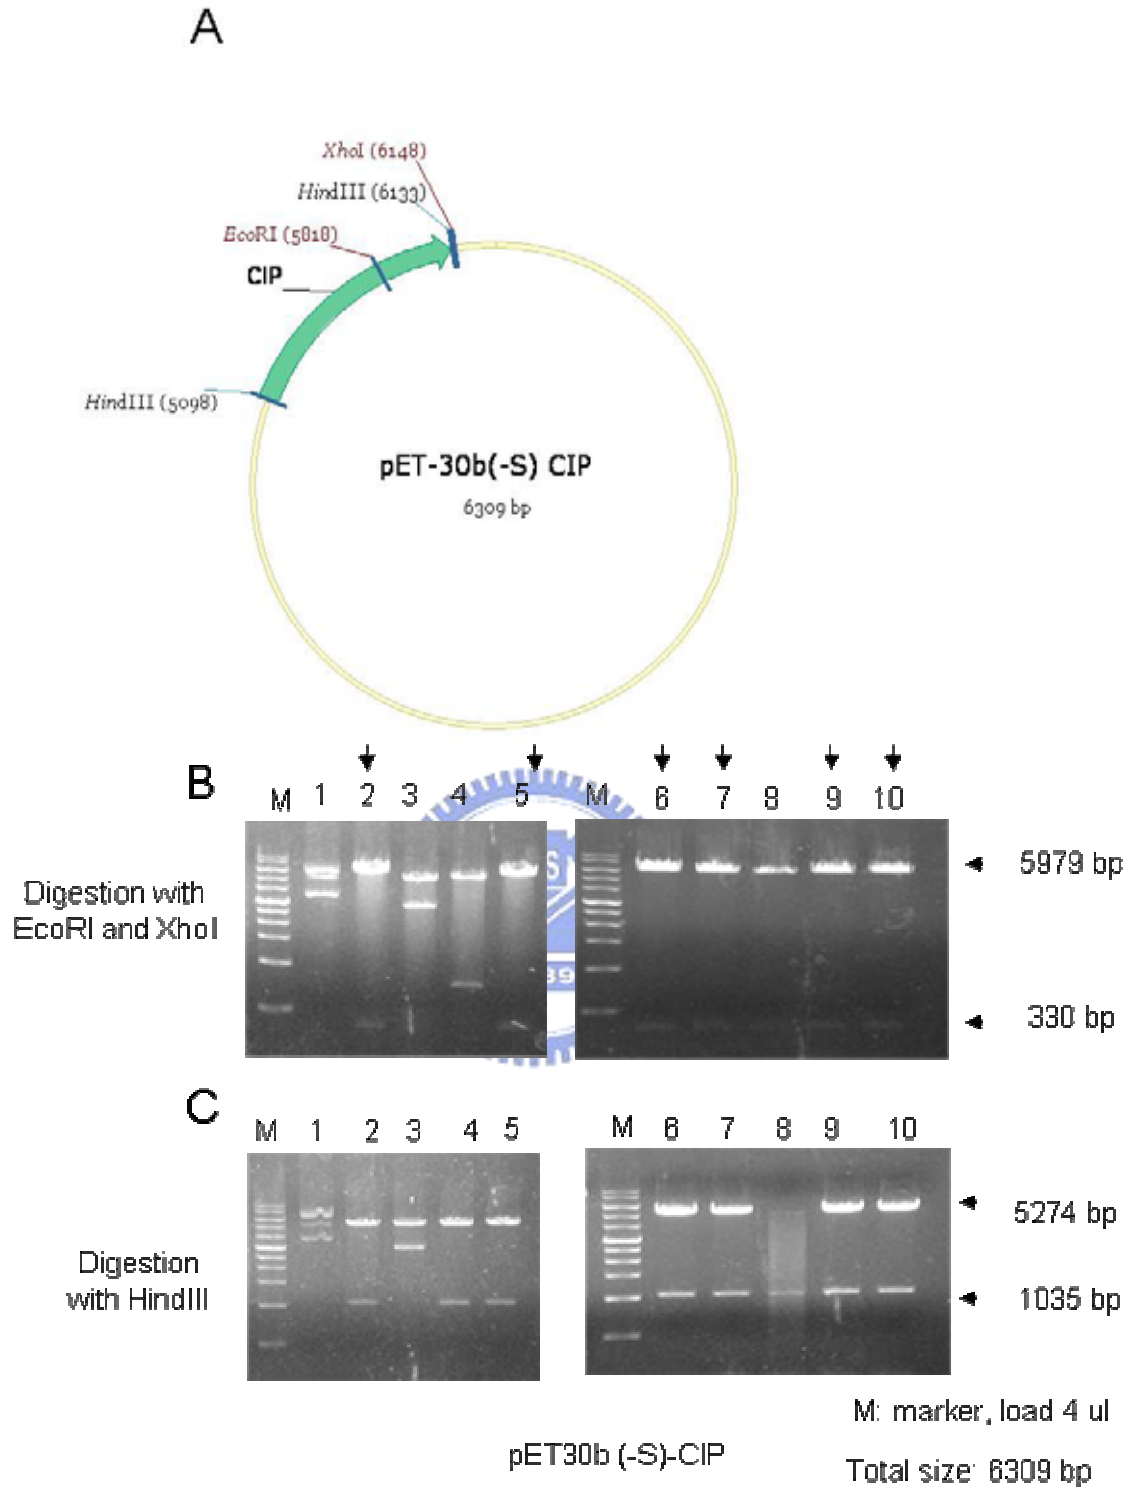 A
XhoI (6148)
HindIII (6133)
EcoRI (5818)
CIP
HindIII (5098)
pET-30b(-S) CIP
6309 bp
B
M 1 2 3 4 5 M 6 7 8 9 10
Digestion with
EcoRI and XhoI
S
89
5979 bp
330 bp
C
M 1 2 3 4 5 M 6 7 8 9 10
Digestion
with HindIII
5274 bp
1035 bp
M: marker, load 4 ul
pET30b (-S)-CIP
Total size: 6309 bp